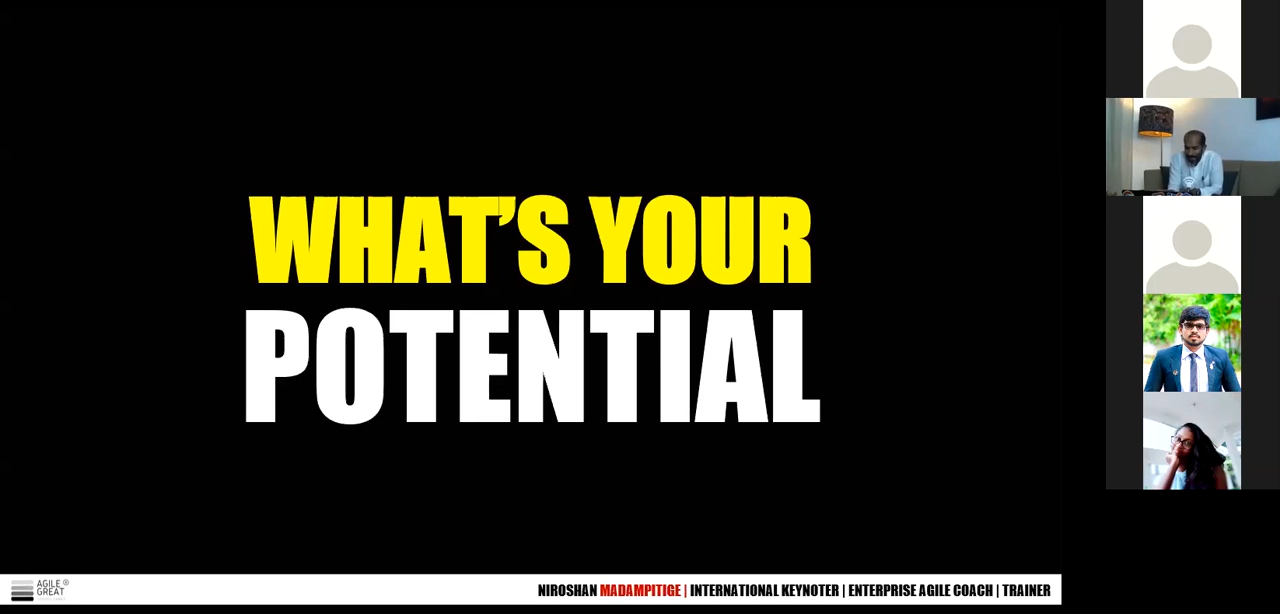 WHAT'S YOUR
POTENTIAL
AGILE ®
GREAT
NIROSHAN MADAMPITIGE | INTERNATIONAL KEYNOTER | ENTERPRISE AGILE COACH | TRAINER